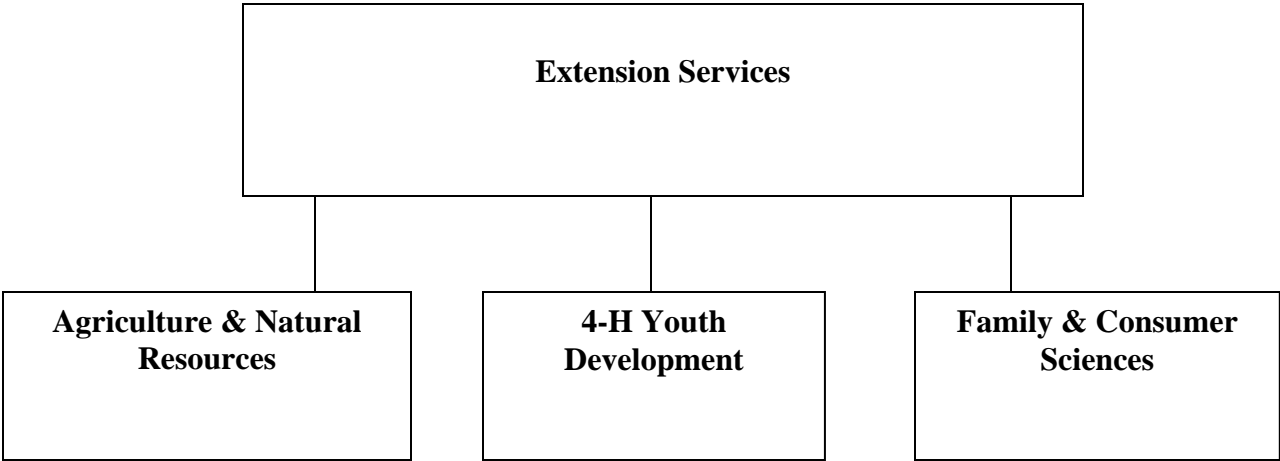 Extension Services
Agriculture & Natural
Resources
4-H Youth
Development
Family & Consumer
Sciences